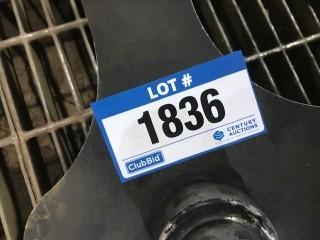 LOT #
1836
ClubBid
CENTURY
AUCTIONS